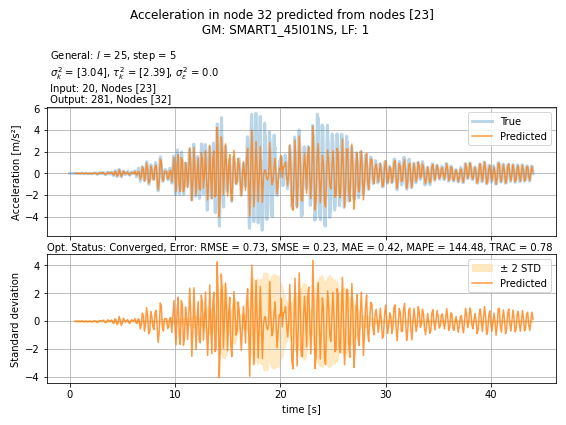 Acceleration in node 32 predicted from nodes [23]
GM: SMART1_45I01NS, LF: 1
General: l = 25, step = 5
σ²ₖ = [3.04], τ²ₖ = [2.39], σ²ε = 0.0
Input: 20, Nodes [23]
Output: 281, Nodes [32]
Acceleration [m/s²]
6
4
2
0
−2
−4
True
Predicted
Opt. Status: Converged, Error: RMSE = 0.73, SMSE = 0.23, MAE = 0.42, MAPE = 144.48, TRAC = 0.78
Standard deviation
4
2
0
−2
−4
± 2 STD
Predicted
0 10 20 30 40
time [s]